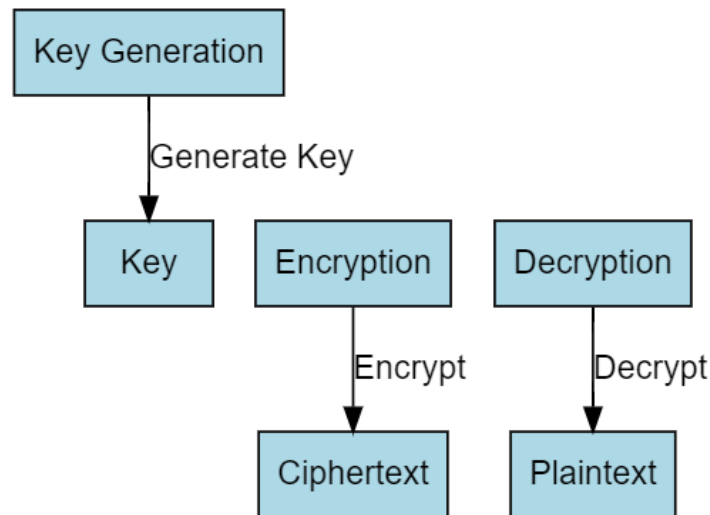 Key Generation
Generate Key
Key
Encryption
Decryption
Encrypt
Decrypt
Ciphertext
Plaintext